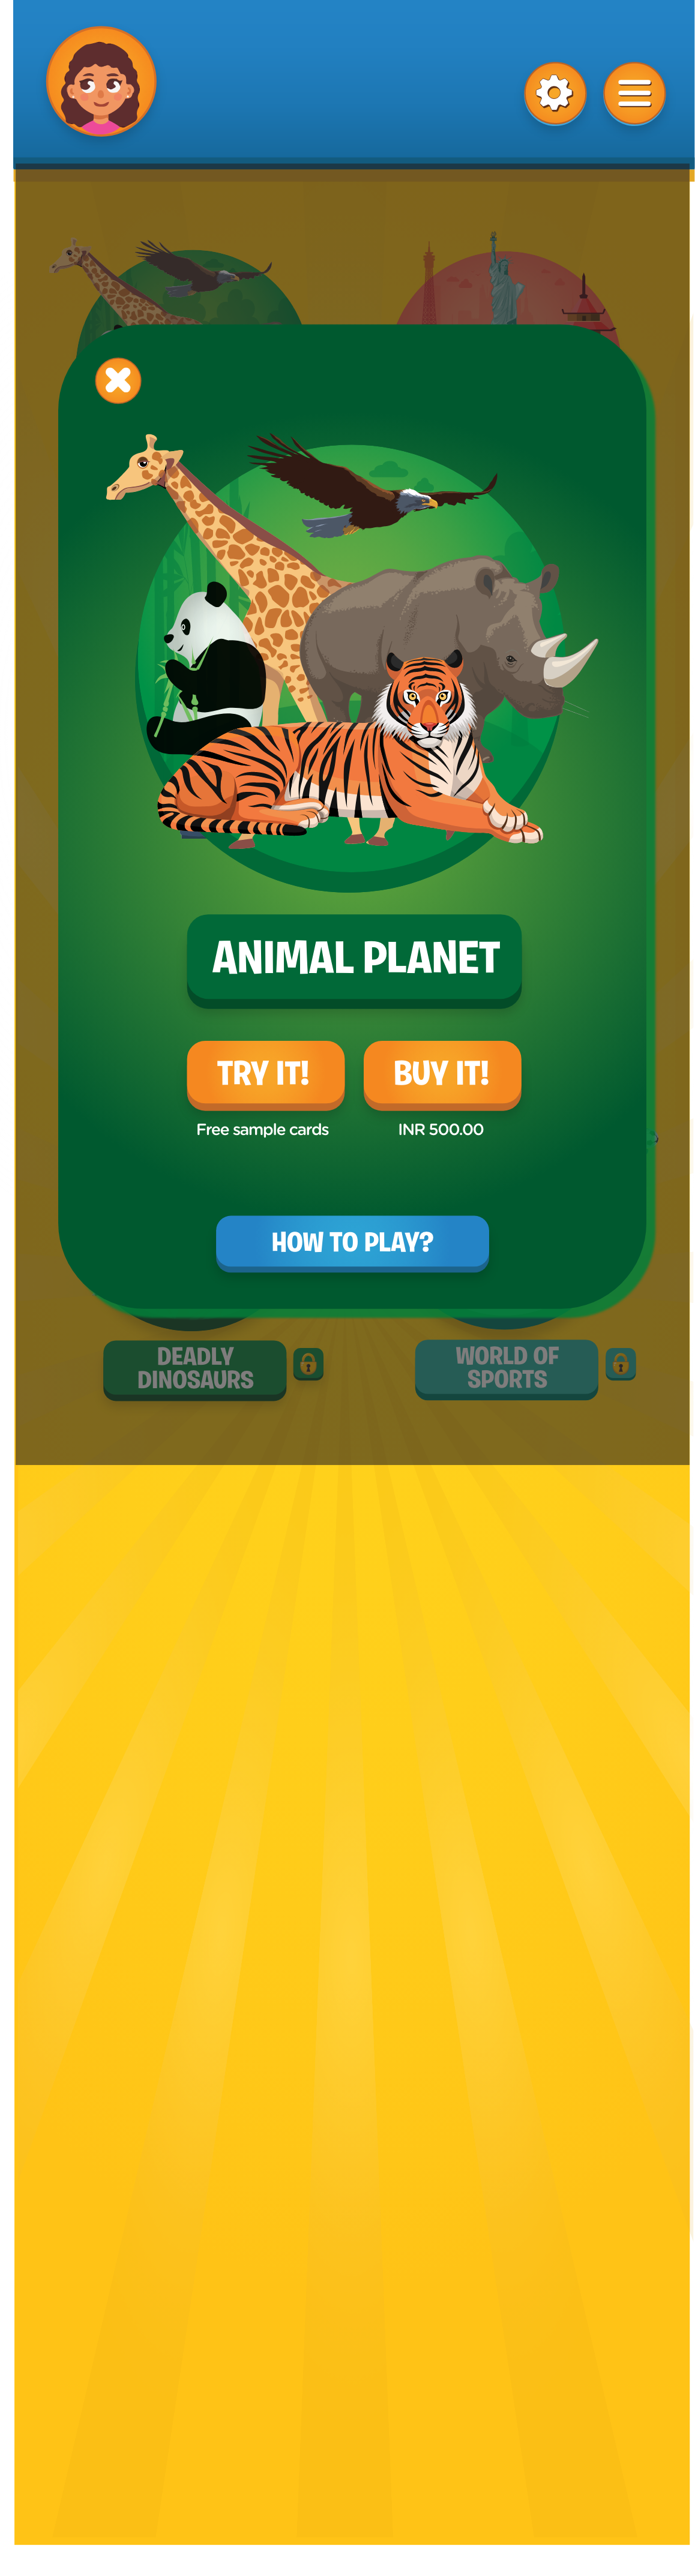 ANIMAL PLANET
TRY IT!
BUY IT!
Free sample cards
INR 500.00
HOW TO PLAY?
DEADLY
DINOSAURS
WORLD OF
SPORTS